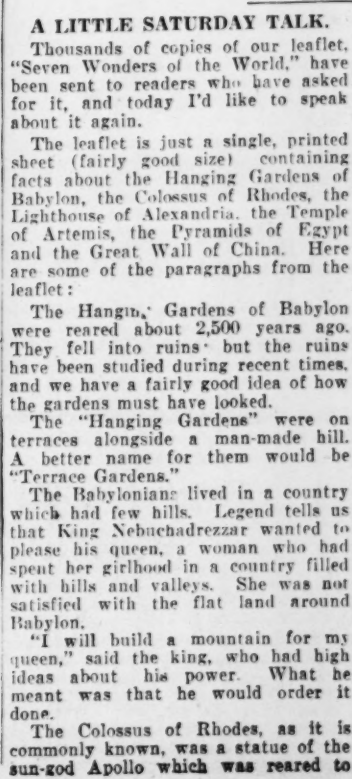 A LITTLE SATURDAY TALK.
Thousands of copies of our leaflet,
"Seven Wonders of the World," have
been sent to readers who have asked
for it, and today I'd like to speak
about it again.
The leaflet is just a single, printed
sheet (fairly good size) containing
facts about the Hanging Gardens of
Babylon, the Colossus of Rhodes, the
Lighthouse of Alexandria, the Temple
of Artemis, the Pyramids of Egypt
and the Great Wall of China. Here
are some of the paragraphs from the
leaflet:
The Hanging Gardens of Babylon
were reared about 2,500 years ago.
They fell into ruins but the ruins
have been studied during recent times,
and we have a fairly good idea of how
the gardens must have looked.
The "Hanging Gardens" were on
terraces alongside a man-made hill.
A better name for them would be
"Terrace Gardens."
The Babylonians lived in a country
which had few hills. Legend tells us
that King Nebuchadrezzar wanted to
please his queen, a woman who had
spent her girlhood in a country filled
with hills and valleys. She was not
satisfied with the flat land around
Babylon.
"I will build a mountain for my
queen," said the king, who had high
ideas about his power. What he
meant was that he would order it
done.
The Colossus of Rhodes, as it is
commonly known, was a statue of the
sun-god Apollo which was reared to